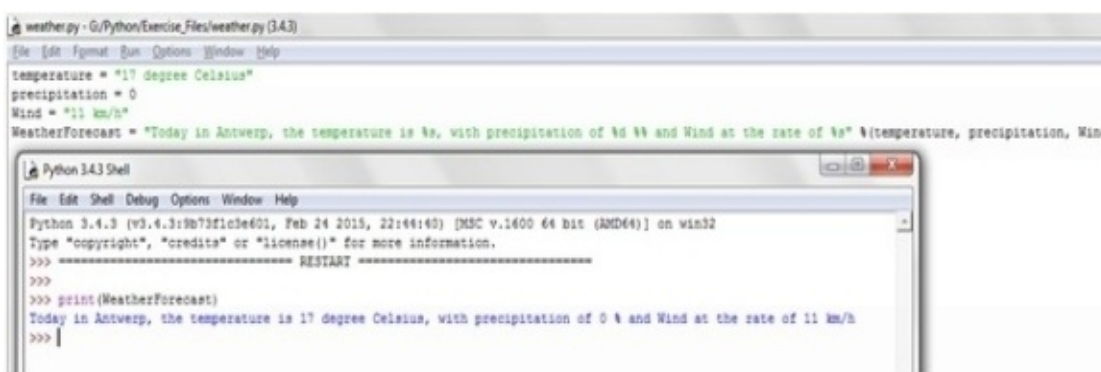 weather.py - G:/Python/Exercise_Files/weather.py (3.4.3)
File Edit Format Run Options Window Help
temperature = "17 degree Celsius"
precipitation = 0
Wind = "11 km/h"
WeatherForecast = "Today in Antwerp, the temperature is %s, with precipitation of %d %% and Wind at the rate of %s" %(temperature, precipitation, Win
Python 3.4.3 Shell
File Edit Shell Debug Options Window Help
Python 3.4.3 (v3.4.3:9b73f1c3e601, Feb 24 2015, 22:44:40) [MSC v.1600 64 bit (AMD64)] on win32
Type "copyright", "credits" or "license()" for more information.
>>> ================================ RESTART ================================
>>>
>>> print(WeatherForecast)
Today in Antwerp, the temperature is 17 degree Celsius, with precipitation of 0 % and Wind at the rate of 11 km/h
>>>